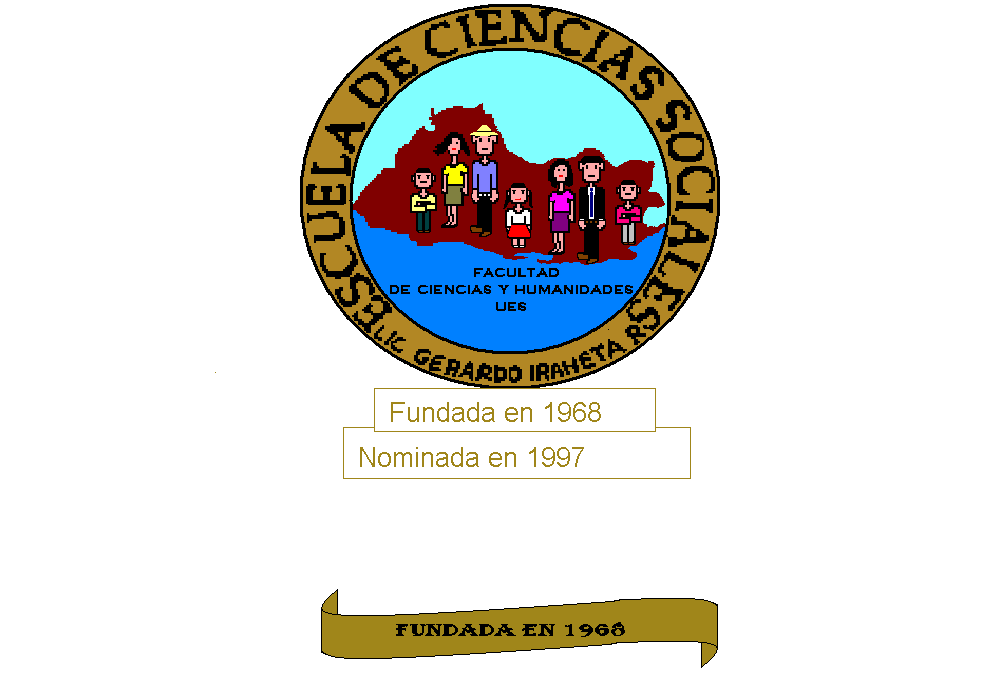 ESCUELA DE CIENCIAS SOCIALES
LIC GERARDO IRAHETA R
FACULTAD
DE CIENCIAS Y HUMANIDADES
UES
Fundada en 1968
Nominada en 1997
FUNDADA EN 1968